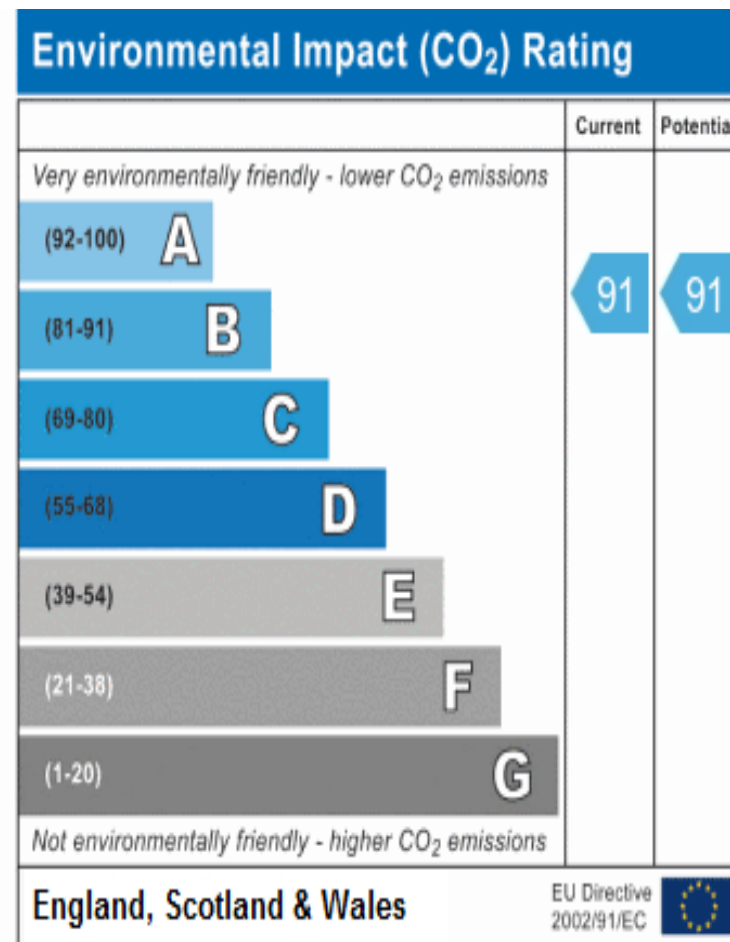 Environmental Impact (CO₂) Rating
Current Potentia
Very environmentally friendly - lower CO₂ emissions
(92-100) A
(81-91) B
91 91
(69-80) C
(55-68) D
(39-54) E
(21-38) F
(1-20) G
Not environmentally friendly - higher CO₂ emissions
England, Scotland & Wales
EU Directive
2002/91/EC